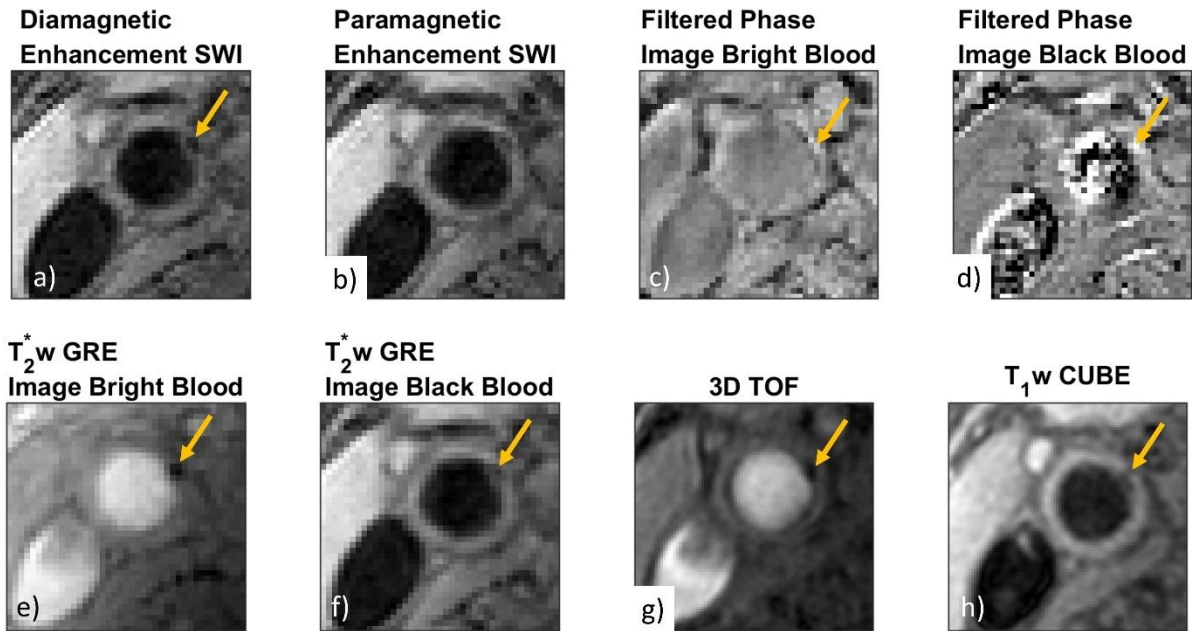 Diamagnetic
Enhancement SWI
Paramagnetic
Enhancement SWI
Filtered Phase
Image Bright Blood
Filtered Phase
Image Black Blood
a)
b)
c)
d)
T₂*w GRE
Image Bright Blood
T₂*w GRE
Image Black Blood
3D TOF
T₁w CUBE
e)
f)
g)
h)